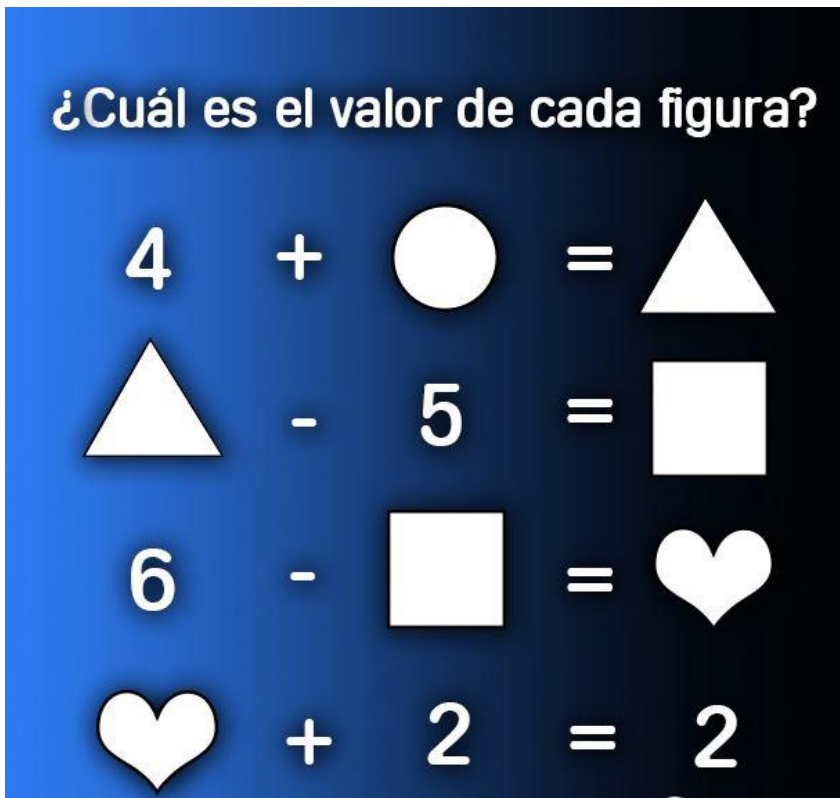 ¿Cuál es el valor de cada figura?
4 + =
- 5 =
6 - =
+ 2 = 2